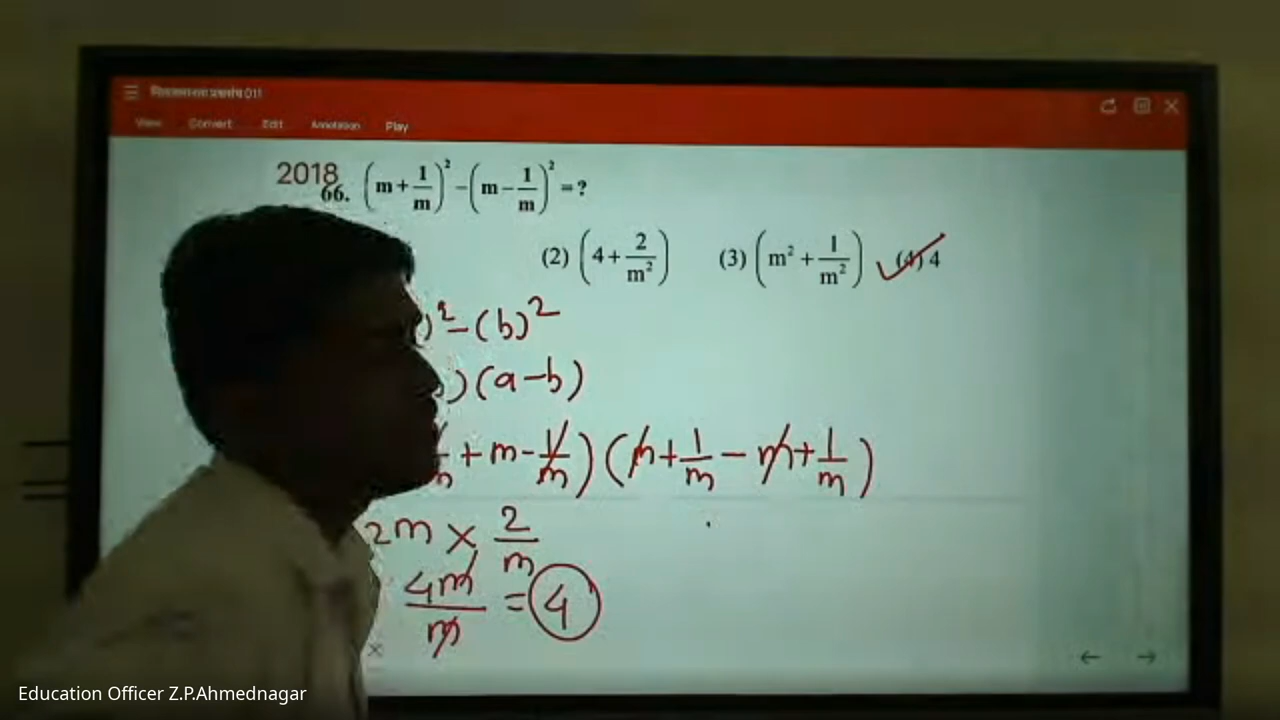 View Convert Edit Annotation Play
2018
66. (m + 1/m)² - (m - 1/m)² = ?
(2) (4 + 2/m²) (3) (m² + 1/m²) (4) 4
)² - (b)²
)(a - b)
+ m - 1/m)(m + 1/m - m + 1/m)
2m × 2/m
4m/m = 4
Education Officer Z.P.Ahmednagar